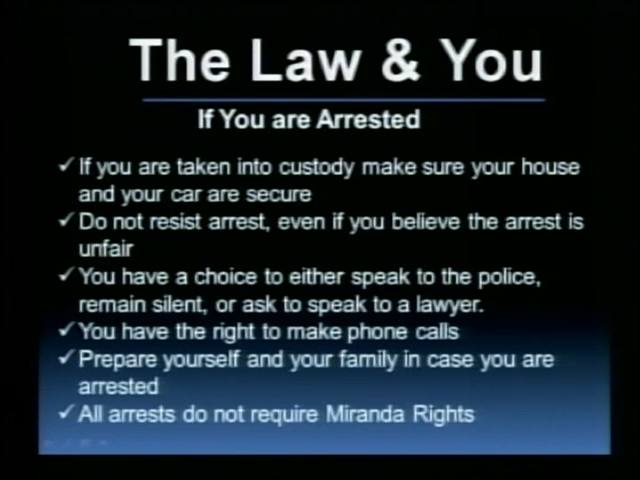 The Law & You
If You are Arrested
✓ If you are taken into custody make sure your house
and your car are secure
✓ Do not resist arrest, even if you believe the arrest is
unfair
✓ You have a choice to either speak to the police,
remain silent, or ask to speak to a lawyer.
✓ You have the right to make phone calls
✓ Prepare yourself and your family in case you are
arrested
✓ All arrests do not require Miranda Rights